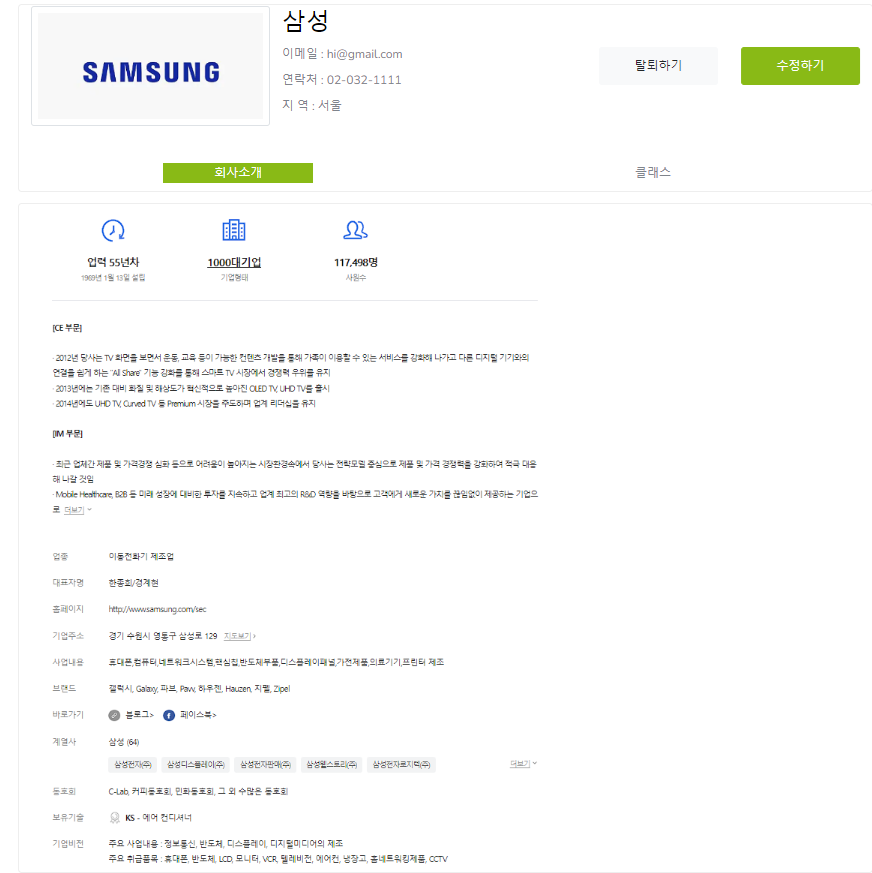 SAMSUNG
삼성
이메일 : hi@gmail.com
연락처 : 02-032-1111
지 역 : 서울
탈퇴하기
수정하기
회사소개
클래스
업력 55년차
1969년 1월 13일 설립
1000대기업
기업형태
117,498명
사원수
[CE 부문]
· 2012년 당사는 TV 화면을 보면서 운동, 교육 등이 가능한 컨텐츠 개발을 통해 가족이 이용할 수 있는 서비스를 강화해 나가고 다른 디지털 기기와의
연결을 쉽게 하는 "All Share" 기능 강화를 통해 스마트 TV 시장에서 경쟁력 우위를 유지
· 2013년에는 기존 대비 화질 및 해상도가 혁신적으로 높아진 OLED TV, UHD TV를 출시
· 2014년에도 UHD TV, Curved TV 등 Premium 시장을 주도하며 업계 리더십을 유지
[IM 부문]
· 최근 업체간 제품 및 가격경쟁 심화 등으로 어려움이 높아지는 시장환경속에서 당사는 전략모델 중심으로 제품 및 가격 경쟁력을 강화하여 적극 대응
해 나갈 것임
· Mobile Healthcare, B2B 등 미래 성장에 대비한 투자를 지속하고 업계 최고의 R&D 역량을 바탕으로 고객에게 새로운 가치를 끊임없이 제공하는 기업으
로 더보기
업종 이동전화기 제조업
대표자명 한종희/경계현
홈페이지 http://www.samsung.com/sec
기업주소 경기 수원시 영통구 삼성로 129 지도보기 >
사업내용 휴대폰,컴퓨터,네트워크시스템,핵심칩,반도체부품,디스플레이패널,가전제품,의료기기,프린터 제조
브랜드 갤럭시, Galaxy, 파브, Pavv, 하우젠, Hauzen, 지펠, Zipel
바로가기 블로그> 페이스북>
계열사 삼성 (64)
삼성전자(주) 삼성디스플레이(주) 삼성전자판매(주) 삼성웰스토리(주) 삼성전자로지텍(주) 더보기
동호회 C-Lab, 커피동호회, 민화동호회, 그 외 수많은 동호회
보유기술 KS - 에어 컨디셔너
기업비전 주요 사업내용 : 정보통신, 반도체, 디스플레이, 디지털미디어의 제조
주요 취급품목 : 휴대폰, 반도체, LCD, 모니터, VCR, 텔레비전, 에어컨, 냉장고, 홈네트워킹제품, CCTV